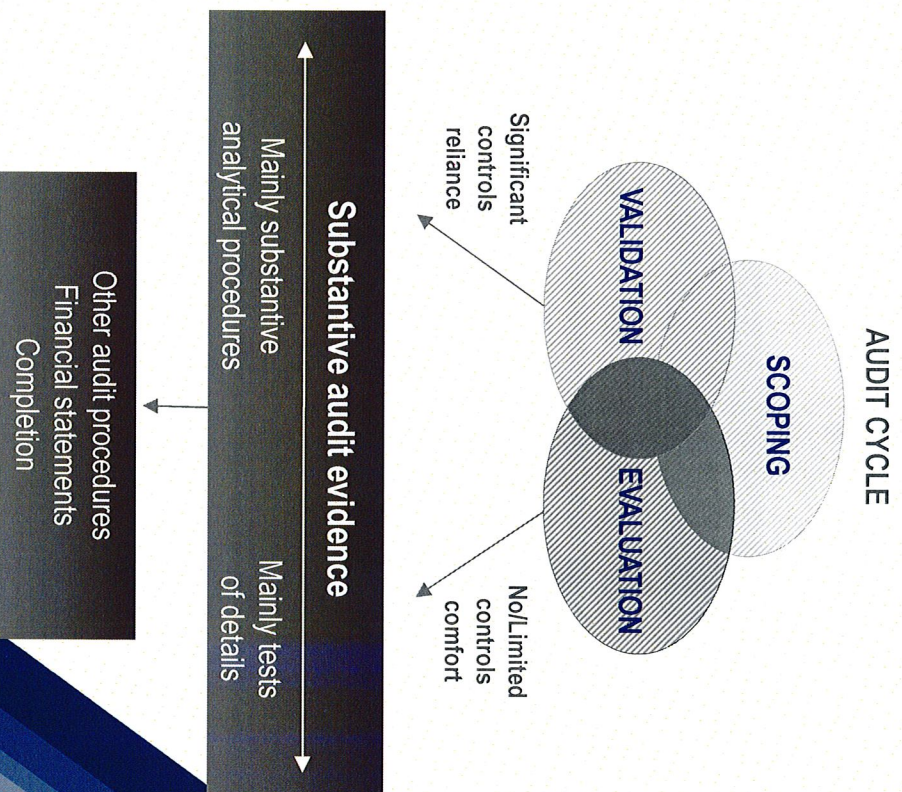 AUDIT CYCLE
SCOPING
VALIDATION
EVALUATION
Significant
controls
reliance
No/Limited
controls
comfort
Substantive audit evidence
Mainly substantive
analytical procedures
Mainly tests
of details
Other audit procedures
Financial statements
Completion